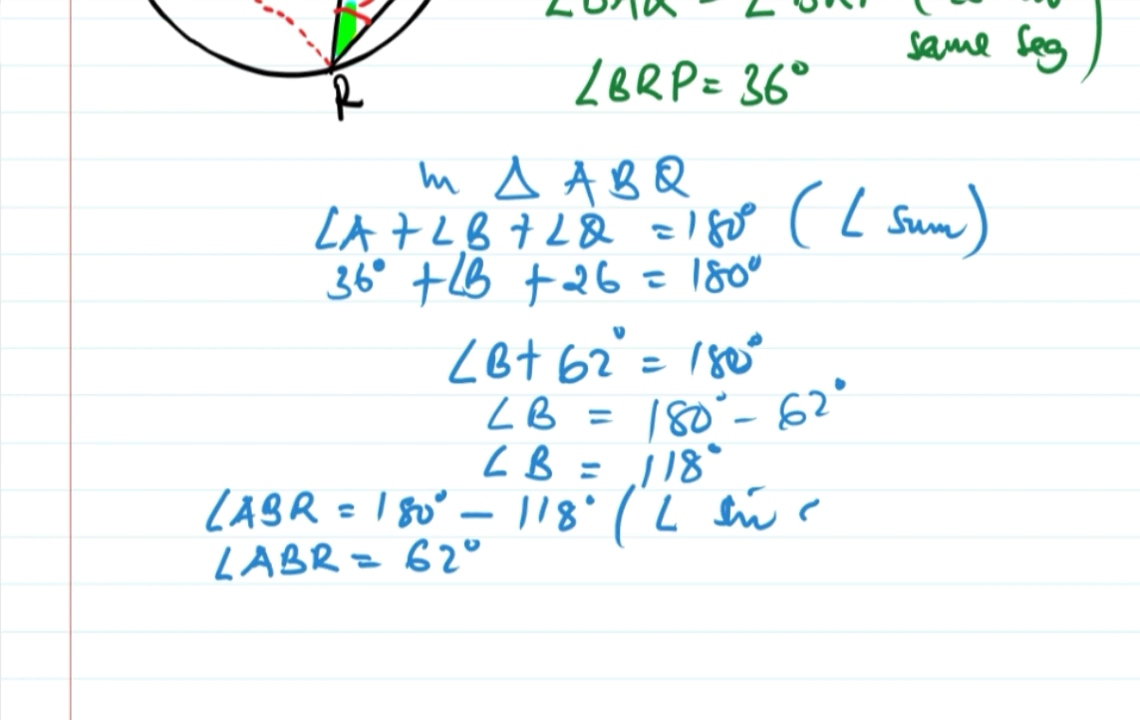 same seg)
R
∠BRP = 36°
In △ ABQ
∠A + ∠B + ∠Q = 180° (∠ sum)
36° + ∠B + 26 = 180°
∠B + 62° = 180°
∠B = 180° - 62°
∠B = 118°
∠ABR = 180° - 118° (∠
∠ABR = 62°